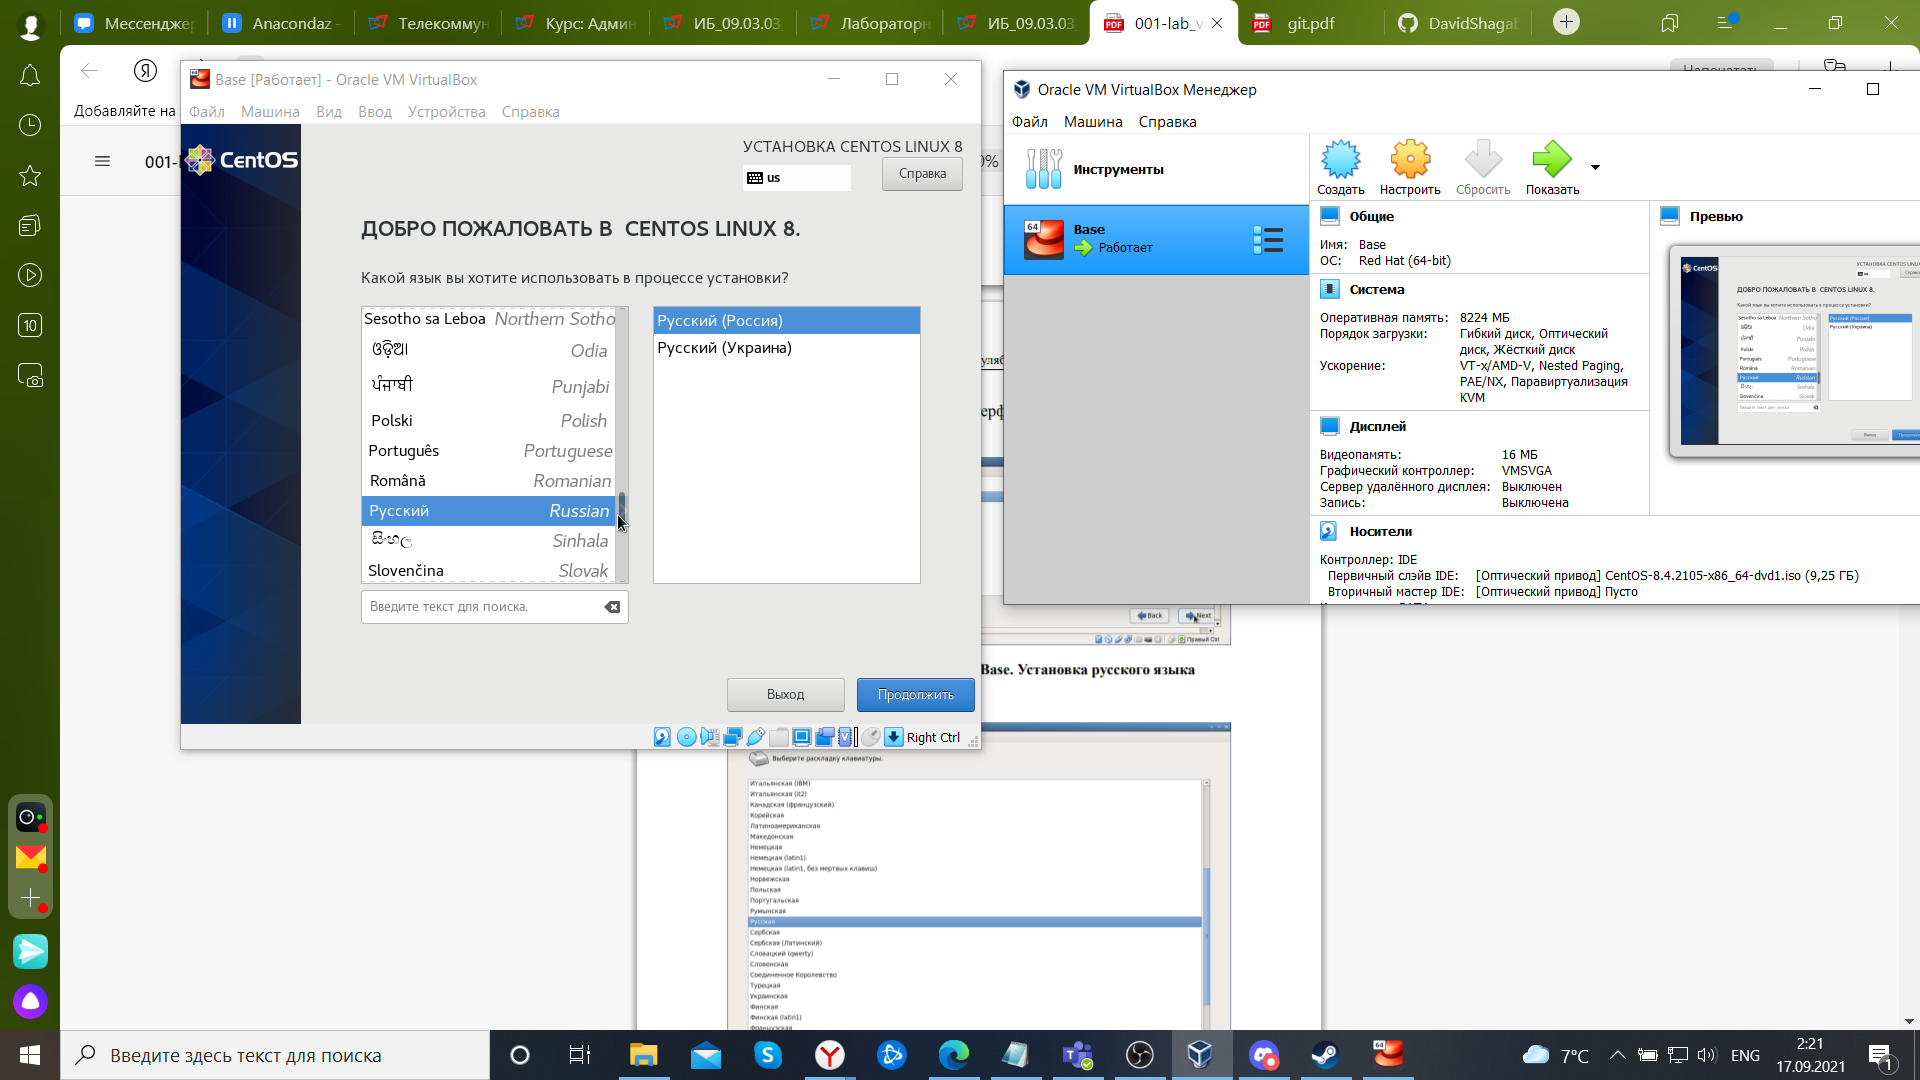 Мессендже
Anacondaz -
Телекоммун
Курс: Админ
ИБ_09.03.03
Лаборатор
ИБ_09.03.03
001-lab_v
git.pdf
DavidShaga
Base [Работает] - Oracle VM VirtualBox
Файл Машина Вид Ввод Устройства Справка
Добавляйте на
001-l
10
CentOS
УСТАНОВКА CENTOS LINUX 8
us
Справка
ДОБРО ПОЖАЛОВАТЬ В CENTOS LINUX 8.
Какой язык вы хотите использовать в процессе установки?
Sesotho sa Leboa Northern Sotho
ଓଡ଼ିଆ Odia
ਪੰਜਾਬੀ Punjabi
Polski Polish
Português Portuguese
Română Romanian
Русский Russian
සිංහල Sinhala
Slovenčina Slovak
Русский (Россия)
Русский (Украина)
Введите текст для поиска.
Выход
Продолжить
Right Ctrl
Oracle VM VirtualBox Менеджер
Файл Машина Справка
Инструменты
Создать Настроить Сбросить Показать
64
Base
Работает
Общие
Имя: Base
ОС: Red Hat (64-bit)
Система
Оперативная память: 8224 МБ
Порядок загрузки: Гибкий диск, Оптический
диск, Жёсткий диск
Ускорение: VT-x/AMD-V, Nested Paging,
PAE/NX, Паравиртуализация
KVM
Дисплей
Видеопамять: 16 МБ
Графический контроллер: VMSVGA
Сервер удалённого дисплея: Выключен
Запись: Выключена
Носители
Контроллер: IDE
Первичный слэйв IDE: [Оптический привод] CentOS-8.4.2105-x86_64-dvd1.iso (9,25 ГБ)
Вторичный мастер IDE: [Оптический привод] Пусто
Превью
Back
Next
Правый Ctrl
Base. Установка русского языка
Выберите раскладку клавиатуры.
Итальянская (IBM)
Итальянская (it2)
Канадская (французский)
Корейская
Латиноамериканская
Македонская
Немецкая
Немецкая (latin1)
Немецкая (latin1, без мертвых клавиш)
Норвежская
Польская
Португальская
Румынская
Русская
Сербская
Сербская (Латинский)
Словацкий (qwerty)
Словенская
Соединенное Королевство
Турецкая
Украинская
Финская
Финская (latin1)
Французская
Введите здесь текст для поиска
7°C
ENG
2:21
17.09.2021
1